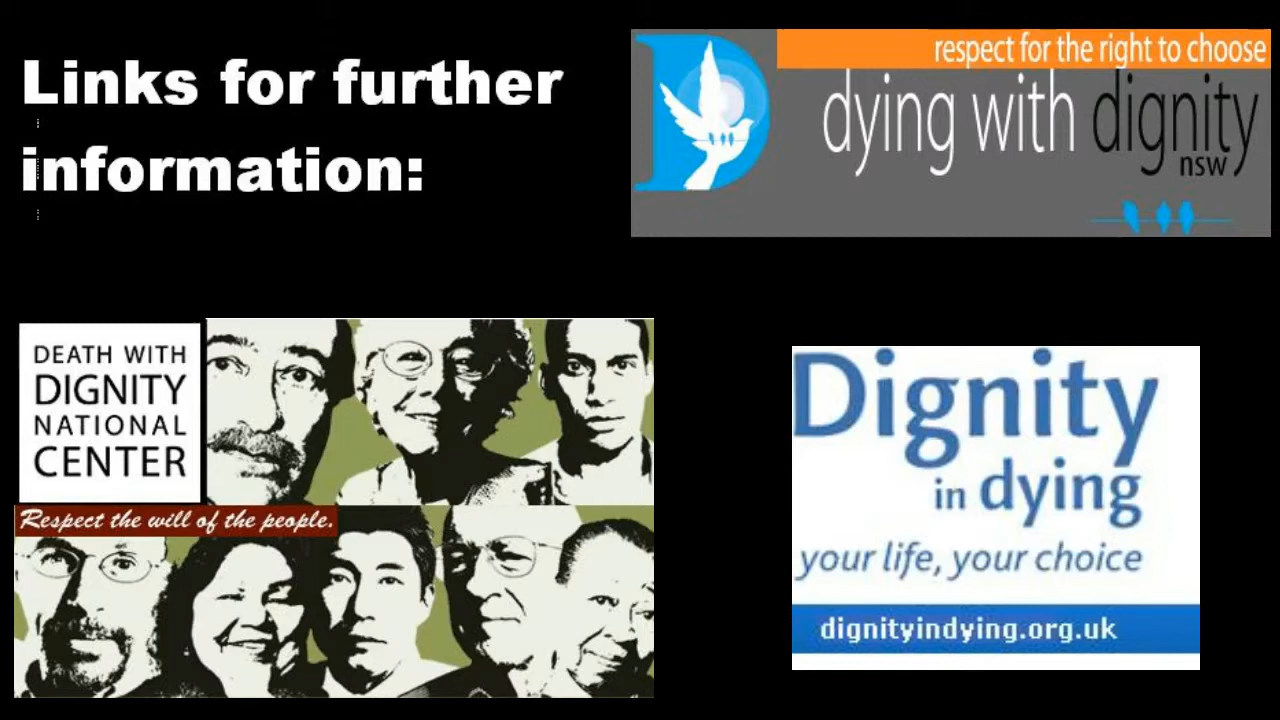 Links for further
information:
respect for the right to choose
dying with dignity
nsw
DEATH WITH
DIGNITY
NATIONAL
CENTER
Respect the will of the people.
Dignity
in dying
your life, your choice
dignityindying.org.uk